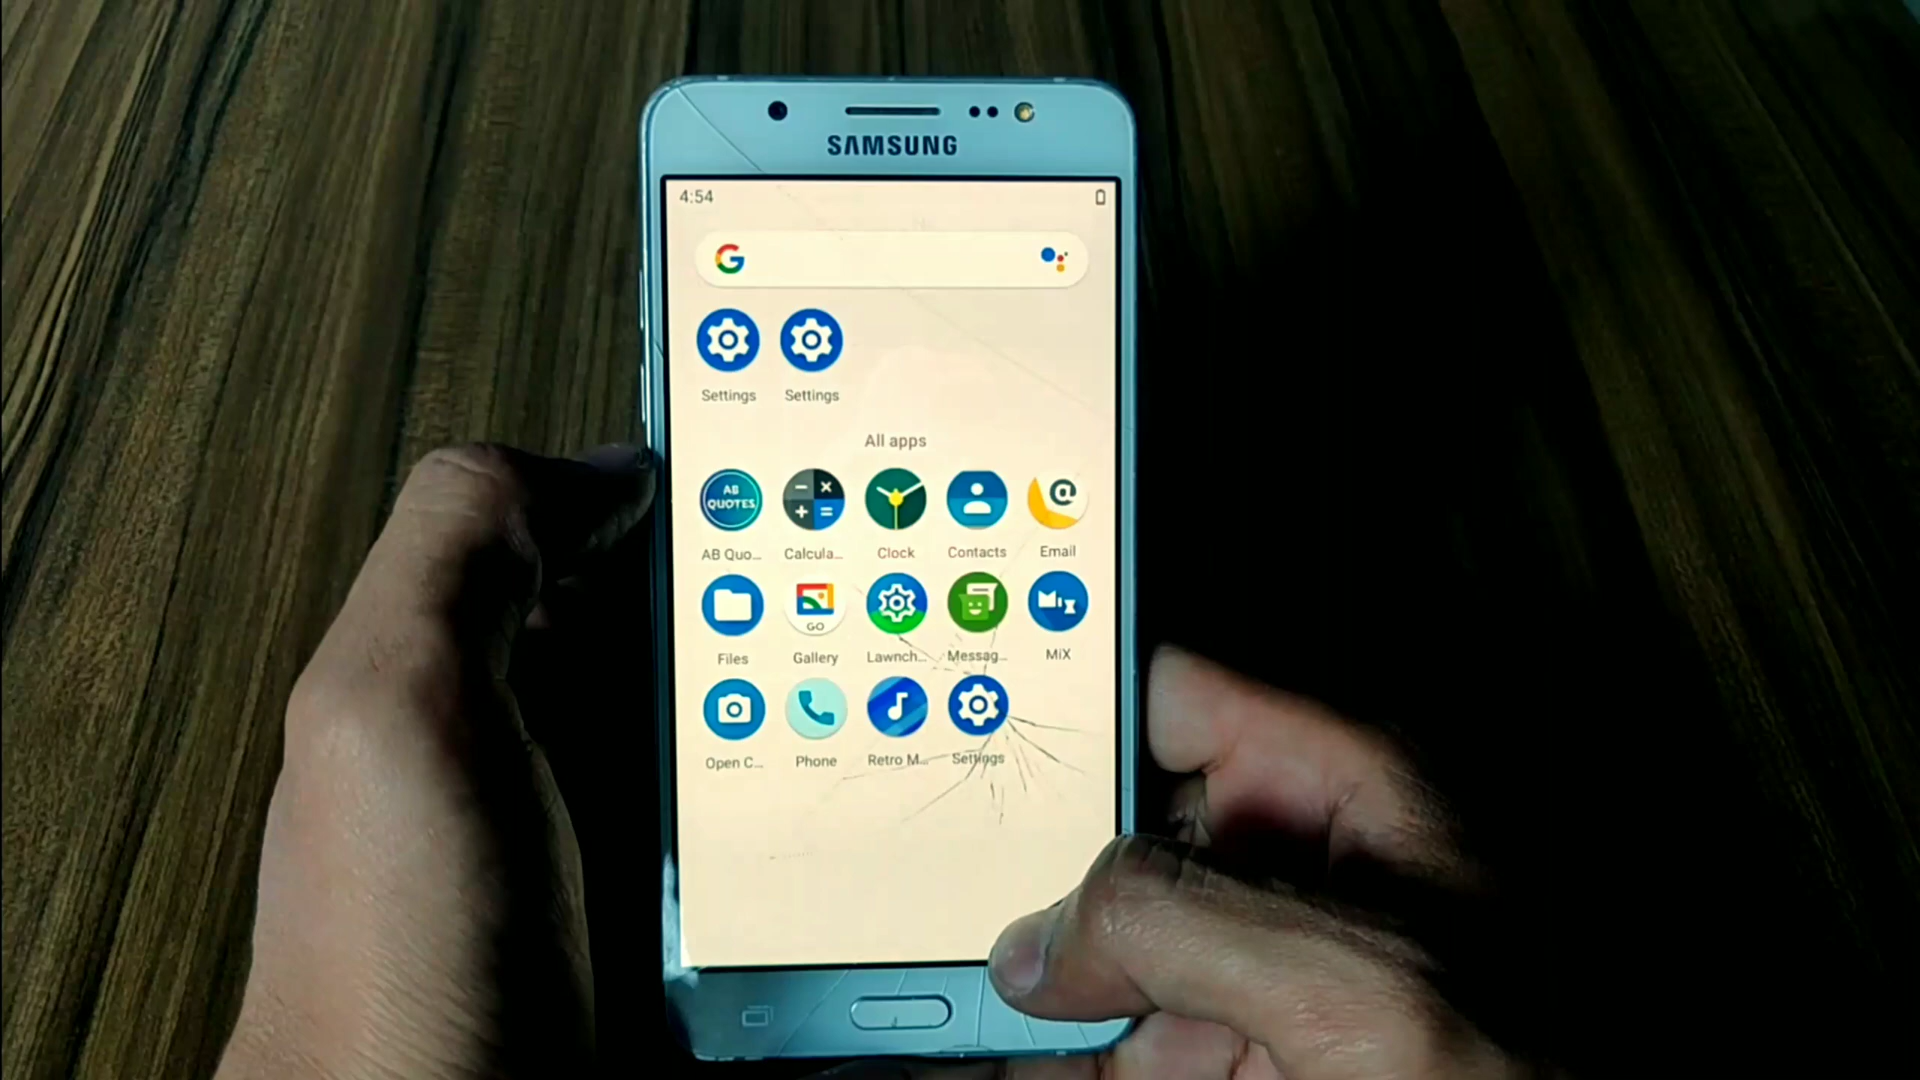 SAMSUNG
4:54
G
Settings Settings
All apps
AB QUOTES
AB Quo... Calcula... Clock Contacts Email
GO
MiX
Files Gallery Lawnch... Messag... MiX
Open C... Phone Retro M... Settings